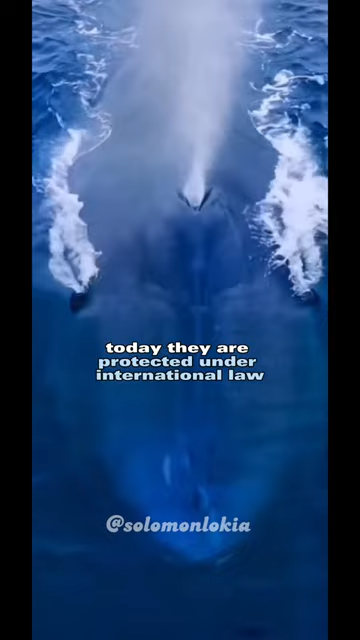 today they are
protected under
international law
@solomonlokia